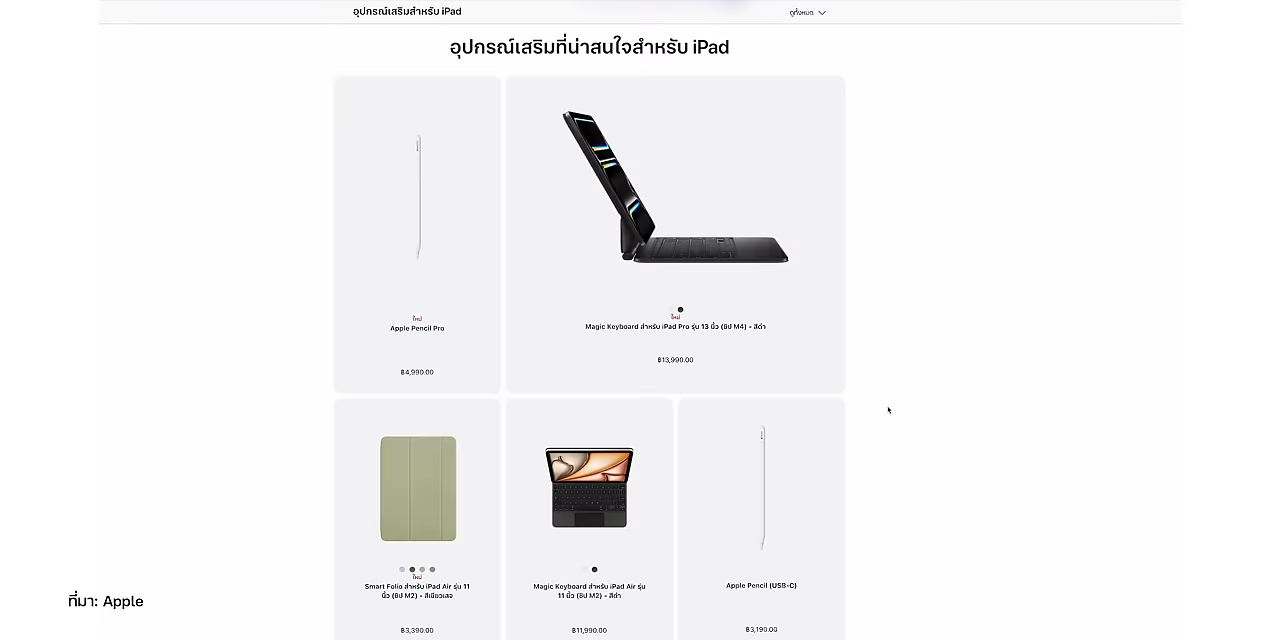 อุปกรณ์เสริมสำหรับ iPad
ดูทั้งหมด
อุปกรณ์เสริมที่น่าสนใจสำหรับ iPad
ใหม่
Apple Pencil Pro
฿4,990.00
ใหม่
Magic Keyboard สำหรับ iPad Pro รุ่น 13 นิ้ว (ชิป M4) - สีดำ
฿13,990.00
ใหม่
Smart Folio สำหรับ iPad Air รุ่น 11
นิ้ว (ชิป M2) - สีเขียวเสจ
฿3,390.00
Magic Keyboard สำหรับ iPad Air รุ่น
11 นิ้ว (ชิป M2) - สีดำ
฿11,990.00
Apple Pencil (USB-C)
฿3,190.00
ที่มา: Apple